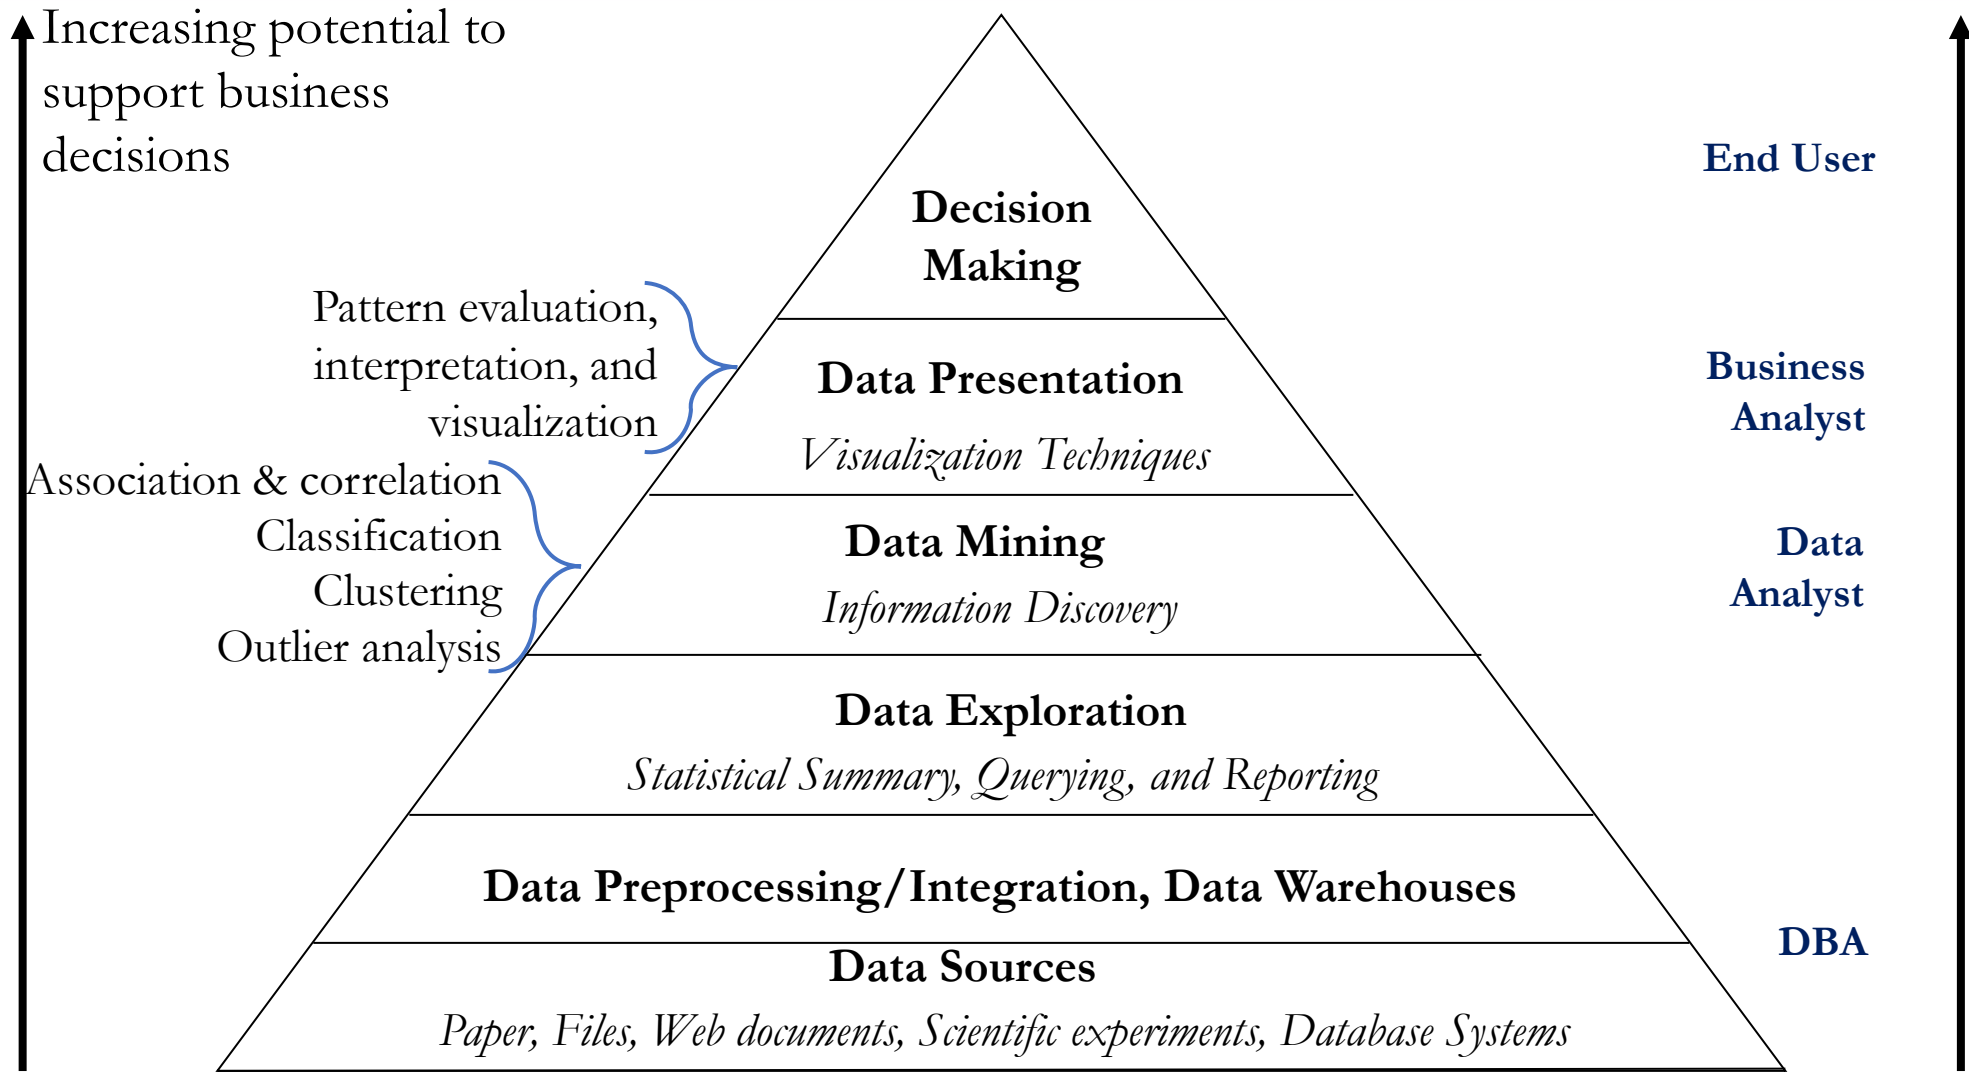 Increasing potential to
support business
decisions
End User
Decision
Making
Pattern evaluation,
interpretation, and
visualization
Data Presentation
Visualization Techniques
Business
Analyst
Association & correlation
Classification
Clustering
Outlier analysis
Data Mining
Information Discovery
Data
Analyst
Data Exploration
Statistical Summary, Querying, and Reporting
Data Preprocessing/Integration, Data Warehouses
DBA
Data Sources
Paper, Files, Web documents, Scientific experiments, Database Systems